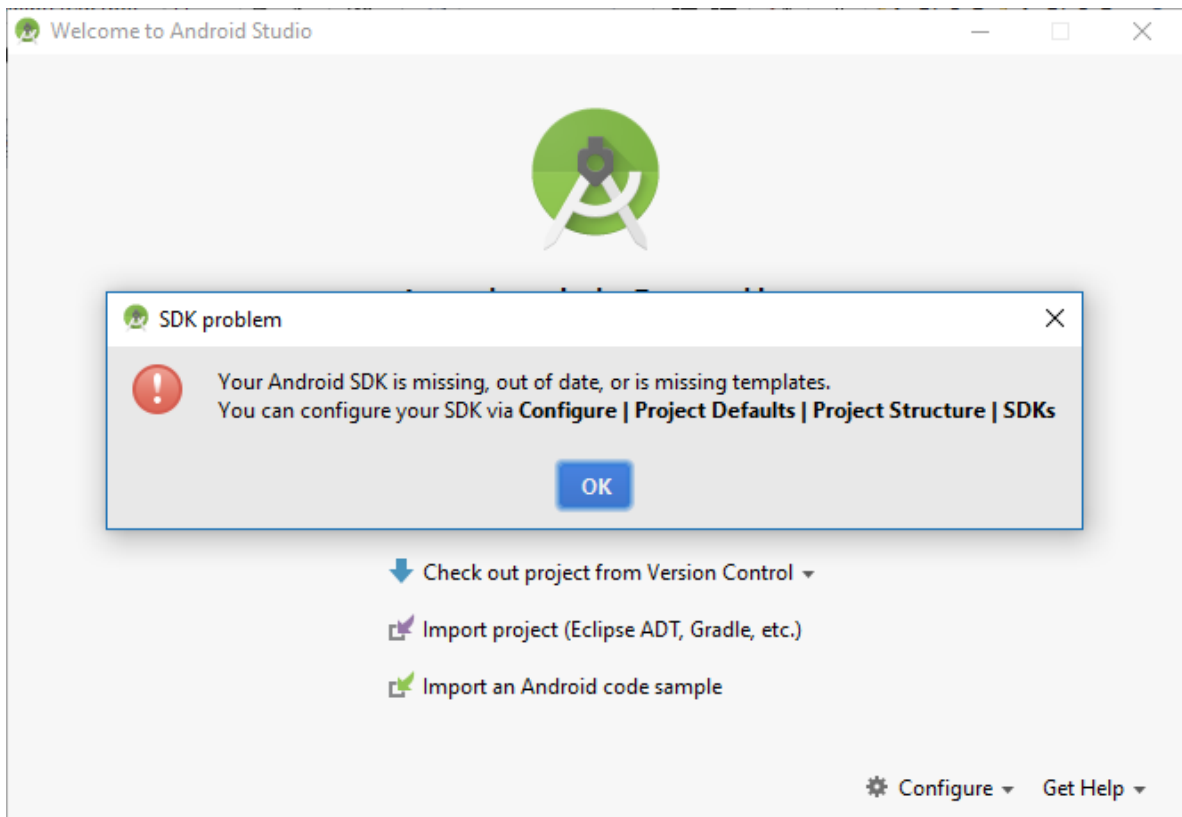 Welcome to Android Studio
SDK problem
Your Android SDK is missing, out of date, or is missing templates.
You can configure your SDK via Configure | Project Defaults | Project Structure | SDKs
OK
Check out project from Version Control
Import project (Eclipse ADT, Gradle, etc.)
Import an Android code sample
Configure
Get Help